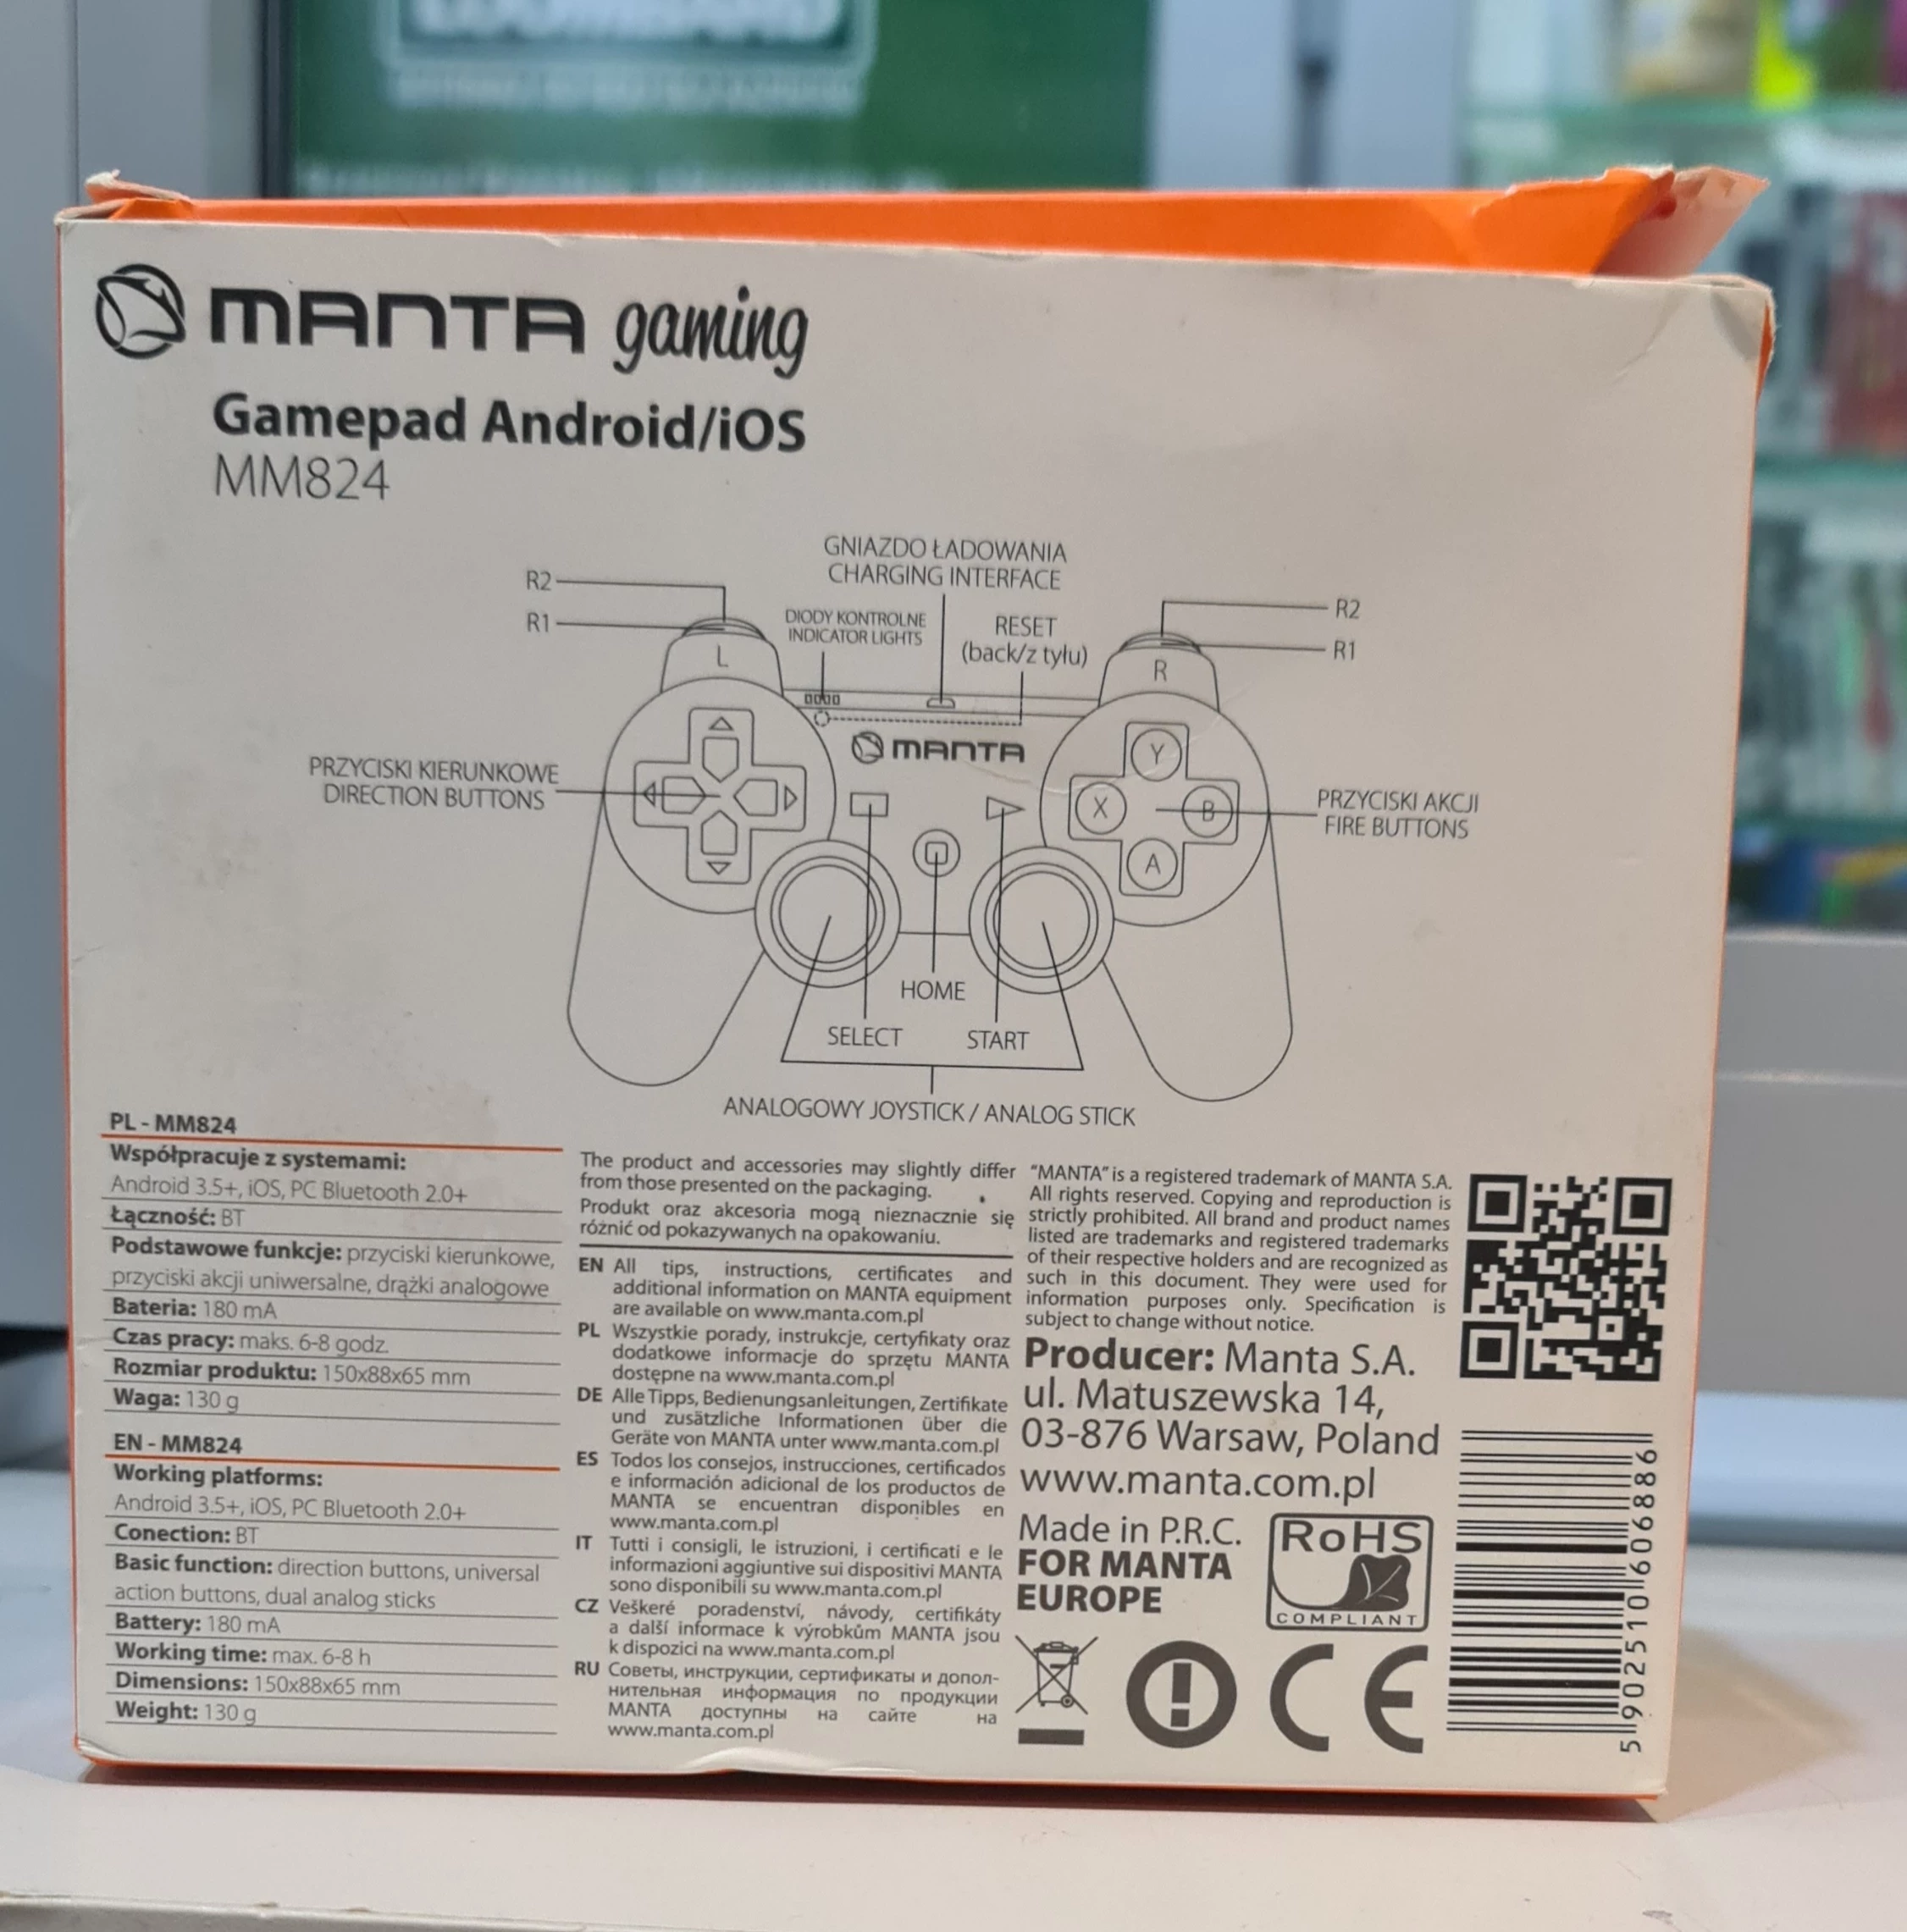 MANTA gaming
Gamepad Android/iOS
MM824
GNIAZDO ŁADOWANIA
CHARGING INTERFACE
R2
R1
DIODY KONTROLNE
INDICATOR LIGHTS
RESET
(back/z tyłu)
R2
R1
L
R
MANTA
PRZYCISKI KIERUNKOWE
DIRECTION BUTTONS
Y
X
B
A
PRZYCISKI AKCJI
FIRE BUTTONS
HOME
SELECT
START
ANALOGOWY JOYSTICK / ANALOG STICK
PL - MM824
Współpracuje z systemami:
Android 3.5+, iOS, PC Bluetooth 2.0+
Łączność: BT
Podstawowe funkcje: przyciski kierunkowe,
przyciski akcji uniwersalne, drążki analogowe
Bateria: 180 mA
Czas pracy: maks. 6-8 godz.
Rozmiar produktu: 150x88x65 mm
Waga: 130 g
EN - MM824
Working platforms:
Android 3.5+, iOS, PC Bluetooth 2.0+
Conection: BT
Basic function: direction buttons, universal
action buttons, dual analog sticks
Battery: 180 mA
Working time: max. 6-8 h
Dimensions: 150x88x65 mm
Weight: 130 g
The product and accessories may slightly differ
from those presented on the packaging.
Produkt oraz akcesoria mogą nieznacznie się
różnić od pokazywanych na opakowaniu.
EN All tips, instructions, certificates and
additional information on MANTA equipment
are available on www.manta.com.pl
PL Wszystkie porady, instrukcje, certyfikaty oraz
dodatkowe informacje do sprzętu MANTA
dostępne na www.manta.com.pl
DE Alle Tipps, Bedienungsanleitungen, Zertifikate
und zusätzliche Informationen über die
Geräte von MANTA unter www.manta.com.pl
ES Todos los consejos, instrucciones, certificados
e información adicional de los productos de
MANTA se encuentran disponibles en
www.manta.com.pl
IT Tutti i consigli, le istruzioni, i certificati e le
informazioni aggiuntive sui dispositivi MANTA
sono disponibili su www.manta.com.pl
CZ Veškeré poradenství, návody, certifikáty
a další informace k výrobkům MANTA jsou
k dispozici na www.manta.com.pl
RU Советы, инструкции, сертификаты и допол-
нительная информация по продукции
MANTA доступны на сайте на
www.manta.com.pl
"MANTA" is a registered trademark of MANTA S.A.
All rights reserved. Copying and reproduction is
strictly prohibited. All brand and product names
listed are trademarks and registered trademarks
of their respective holders and are recognized as
such in this document. They were used for
information purposes only. Specification is
subject to change without notice.
Producer: Manta S.A.
ul. Matuszewska 14,
03-876 Warsaw, Poland
www.manta.com.pl
Made in P.R.C.
FOR MANTA
EUROPE
RoHS
COMPLIANT
CE
5 902510 606886